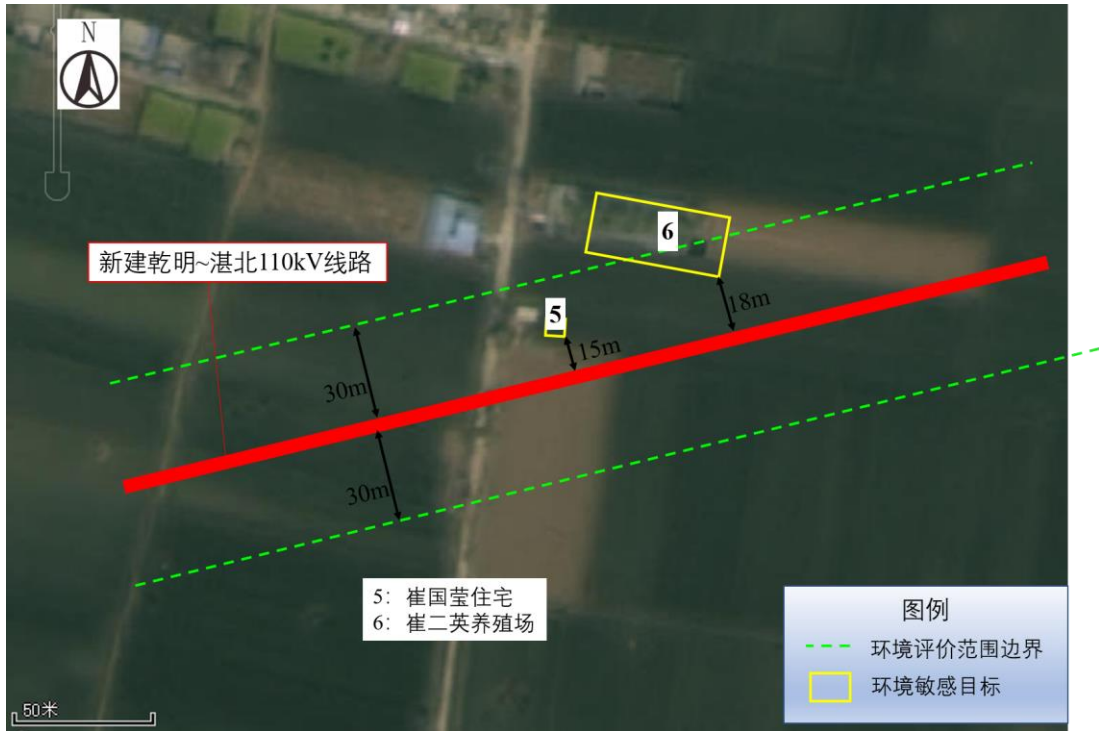 N
新建乾明~湛北110kV线路
6
5
18m
15m
30m
30m
5：崔国莹住宅
6：崔二英养殖场
图例
环境评价范围边界
环境敏感目标
50米